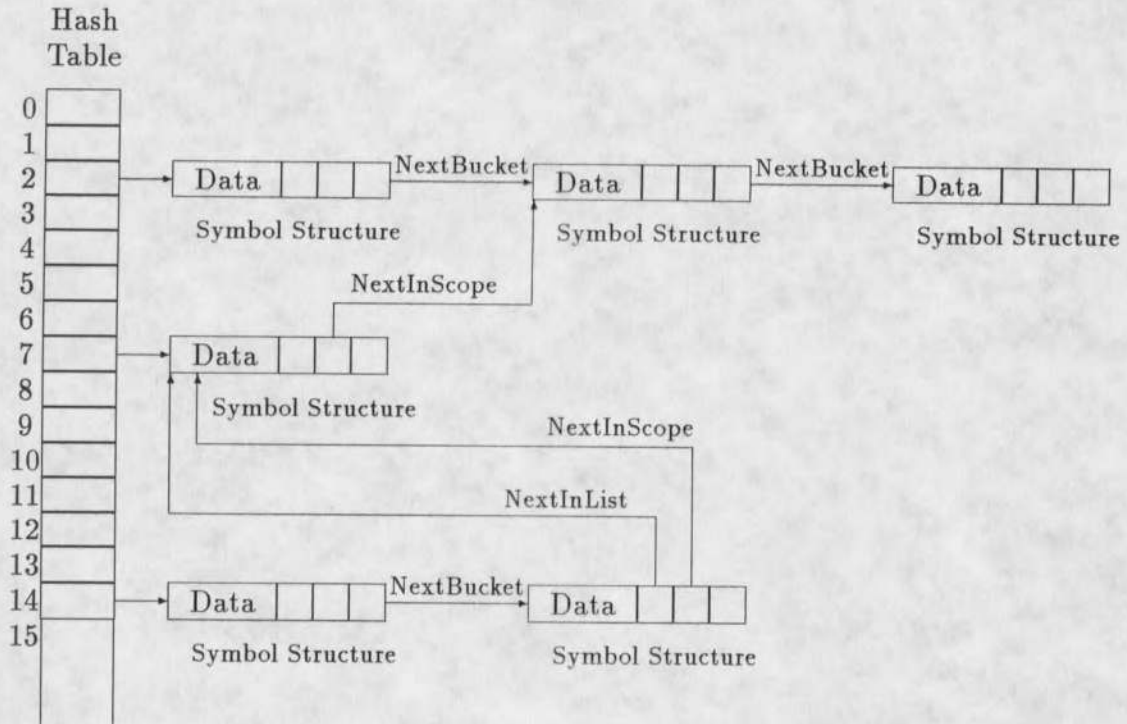 Hash
Table
0
1
2
3
4
5
6
7
8
9
10
11
12
13
14
15
Data
NextBucket
Data
NextBucket
Data
Symbol Structure
Symbol Structure
Symbol Structure
NextInScope
Data
Symbol Structure
NextInScope
NextInList
Data
NextBucket
Data
Symbol Structure
Symbol Structure